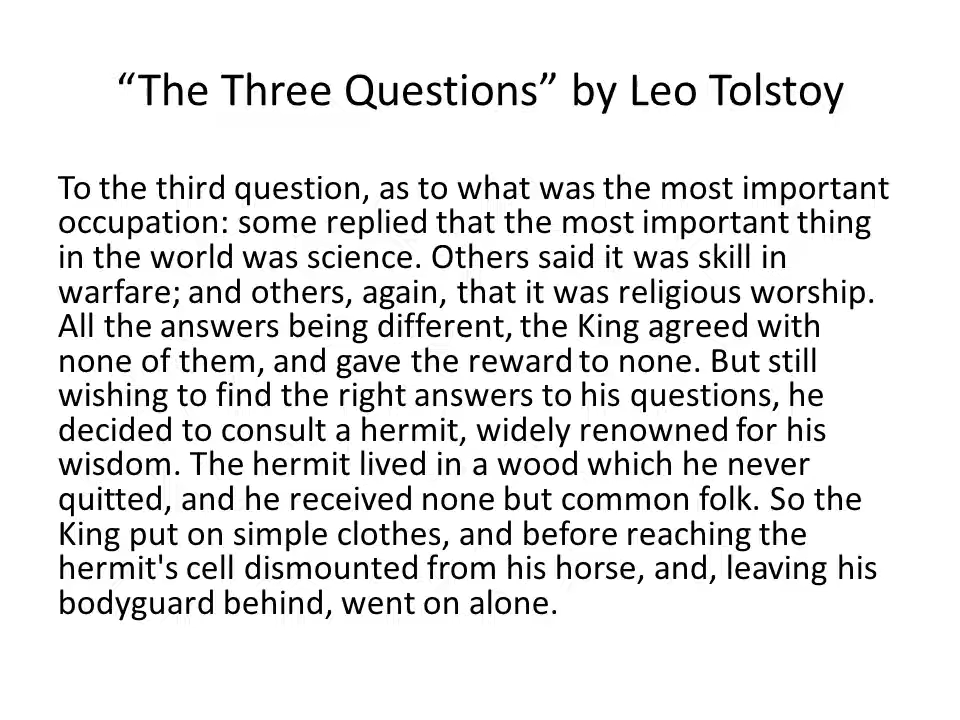 “The Three Questions” by Leo Tolstoy
To the third question, as to what was the most important
occupation: some replied that the most important thing
in the world was science. Others said it was skill in
warfare; and others, again, that it was religious worship.
All the answers being different, the King agreed with
none of them, and gave the reward to none. But still
wishing to find the right answers to his questions, he
decided to consult a hermit, widely renowned for his
wisdom. The hermit lived in a wood which he never
quitted, and he received none but common folk. So the
King put on simple clothes, and before reaching the
hermit's cell dismounted from his horse, and, leaving his
bodyguard behind, went on alone.